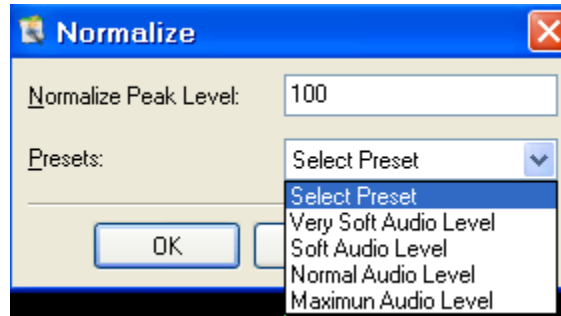 Normalize
Normalize Peak Level: 100
Presets: Select Preset
Select Preset
Very Soft Audio Level
Soft Audio Level
Normal Audio Level
Maximun Audio Level
OK